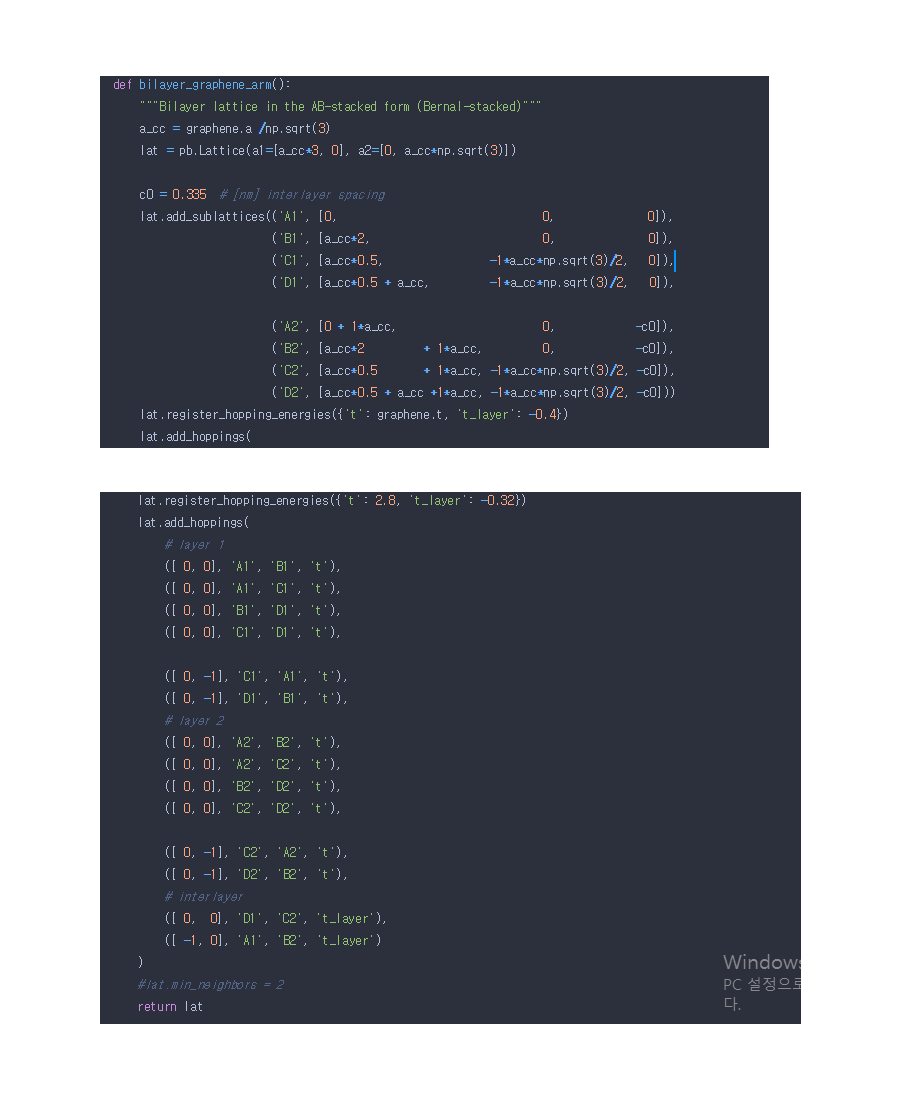 def bilayer_graphene_arm():
"""Bilayer lattice in the AB-stacked form (Bernal-stacked)"""
a_cc = graphene.a /np.sqrt(3)
lat = pb.Lattice(a1=[a_cc*3, 0], a2=[0, a_cc*np.sqrt(3)])
c0 = 0.335 # [nm] interlayer spacing
lat.add_sublattices(('A1', [0, 0, 0]),
('B1', [a_cc*2, 0, 0]),
('C1', [a_cc*0.5, -1*a_cc*np.sqrt(3)/2, 0]),
('D1', [a_cc*0.5 + a_cc, -1*a_cc*np.sqrt(3)/2, 0]),
('A2', [0 + 1*a_cc, 0, -c0]),
('B2', [a_cc*2 + 1*a_cc, 0, -c0]),
('C2', [a_cc*0.5 + 1*a_cc, -1*a_cc*np.sqrt(3)/2, -c0]),
('D2', [a_cc*0.5 + a_cc +1*a_cc, -1*a_cc*np.sqrt(3)/2, -c0]))
lat.register_hopping_energies({'t': graphene.t, 't_layer': -0.4})
lat.add_hoppings(
lat.register_hopping_energies({'t': 2.8, 't_layer': -0.32})
lat.add_hoppings(
# layer 1
([ 0, 0], 'A1', 'B1', 't'),
([ 0, 0], 'A1', 'C1', 't'),
([ 0, 0], 'B1', 'D1', 't'),
([ 0, 0], 'C1', 'D1', 't'),
([ 0, -1], 'C1', 'A1', 't'),
([ 0, -1], 'D1', 'B1', 't'),
# layer 2
([ 0, 0], 'A2', 'B2', 't'),
([ 0, 0], 'A2', 'C2', 't'),
([ 0, 0], 'B2', 'D2', 't'),
([ 0, 0], 'C2', 'D2', 't'),
([ 0, -1], 'C2', 'A2', 't'),
([ 0, -1], 'D2', 'B2', 't'),
# interlayer
([ 0, 0], 'D1', 'C2', 't_layer'),
([ -1, 0], 'A1', 'B2', 't_layer')
)
#lat.min_neighbors = 2
return lat
Windows
PC 설정으로
다.